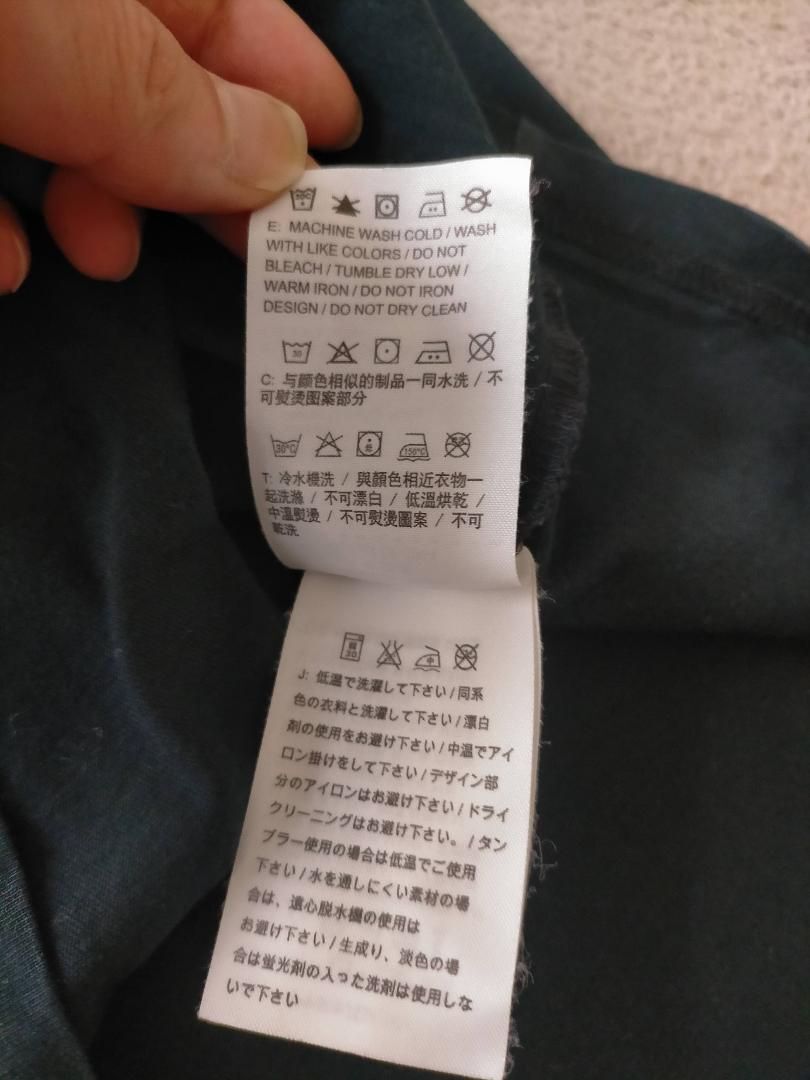 30°C
E: MACHINE WASH COLD / WASH
WITH LIKE COLORS / DO NOT
BLEACH / TUMBLE DRY LOW /
WARM IRON / DO NOT IRON
DESIGN / DO NOT DRY CLEAN
30
C: 与颜色相似的制品一同水洗 / 不
可熨烫图案部分
30°C 低 150°C
T: 冷水機洗 / 與顏色相近衣物一
起洗滌 / 不可漂白 / 低溫烘乾 /
中溫熨燙 / 不可熨燙圖案 / 不可
乾洗
30 中
J: 低温で洗濯して下さい/同系
色の衣料と洗濯して下さい/漂白
剤の使用をお避け下さい/中温でアイ
ロン掛けをして下さい/デザイン部
分のアイロンはお避け下さい/ドライ
クリーニングはお避け下さい。/タン
ブラー使用の場合は低温でご使用
下さい/水を通しにくい素材の場
合は、遠心脱水機の使用は
お避け下さい/生成り、淡色の場
合は蛍光剤の入った洗剤は使用しな
いで下さい